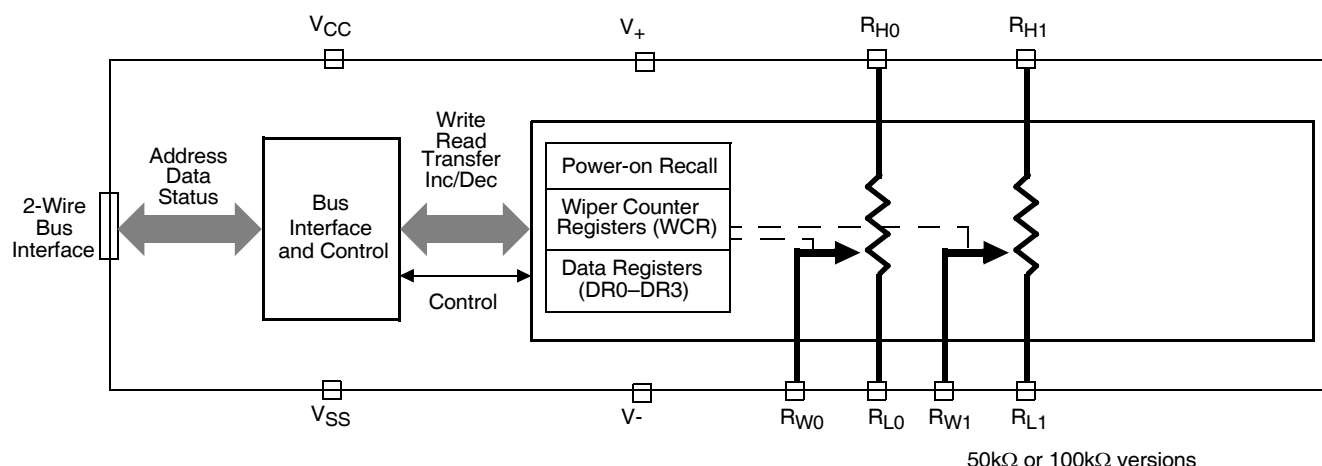 VCC
V+
RH0
RH1
Address
Data
Status
Write
Read
Transfer
Inc/Dec
2-Wire
Bus
Interface
Bus
Interface
and Control
Control
Power-on Recall
Wiper Counter
Registers (WCR)
Data Registers
(DR0–DR3)
VSS
V-
RW0
RL0
RW1
RL1
50kΩ or 100kΩ versions